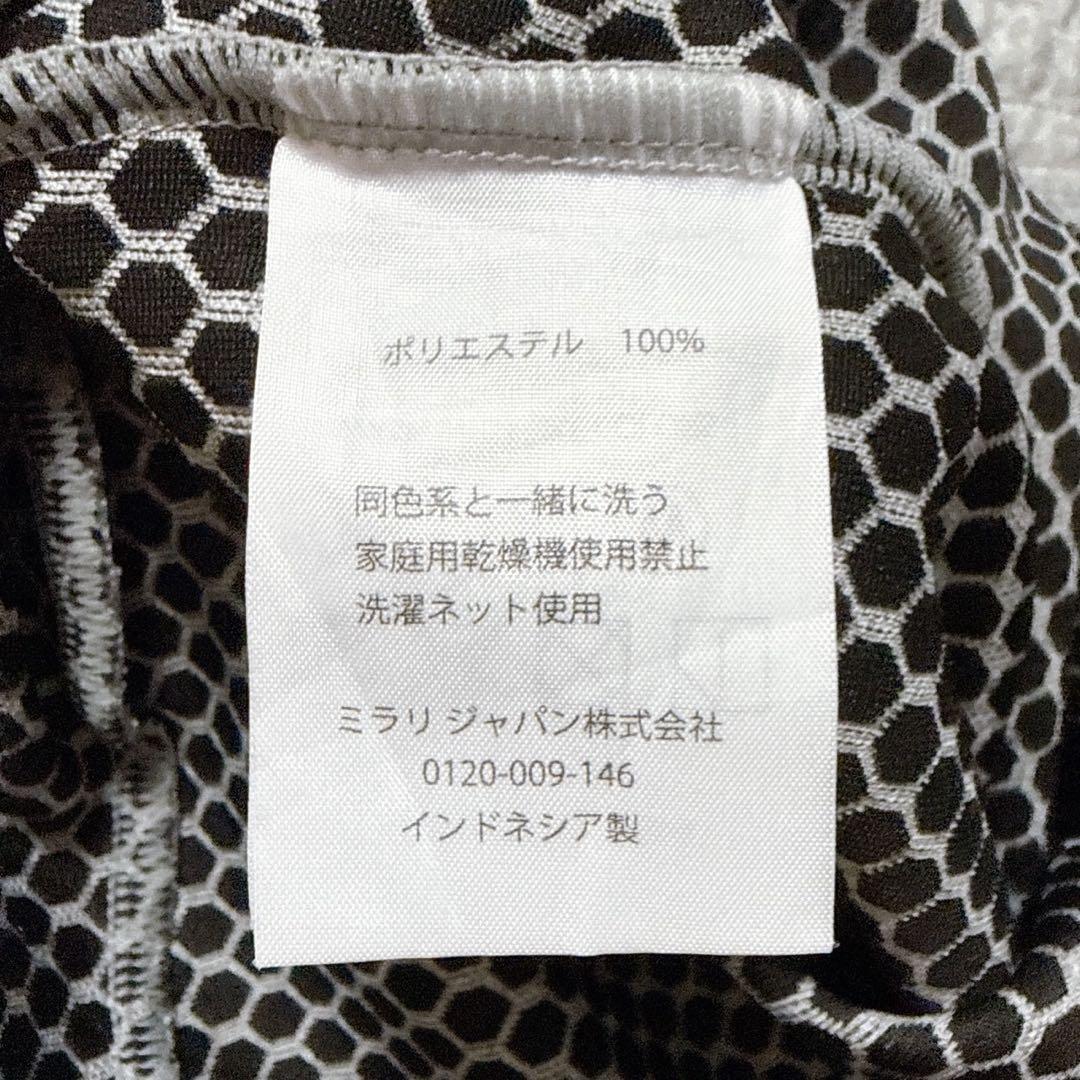 ポリエステル　100%
同色系と一緒に洗う
家庭用乾燥機使用禁止
洗濯ネット使用
ミラリ ジャパン株式会社
0120-009-146
インドネシア製